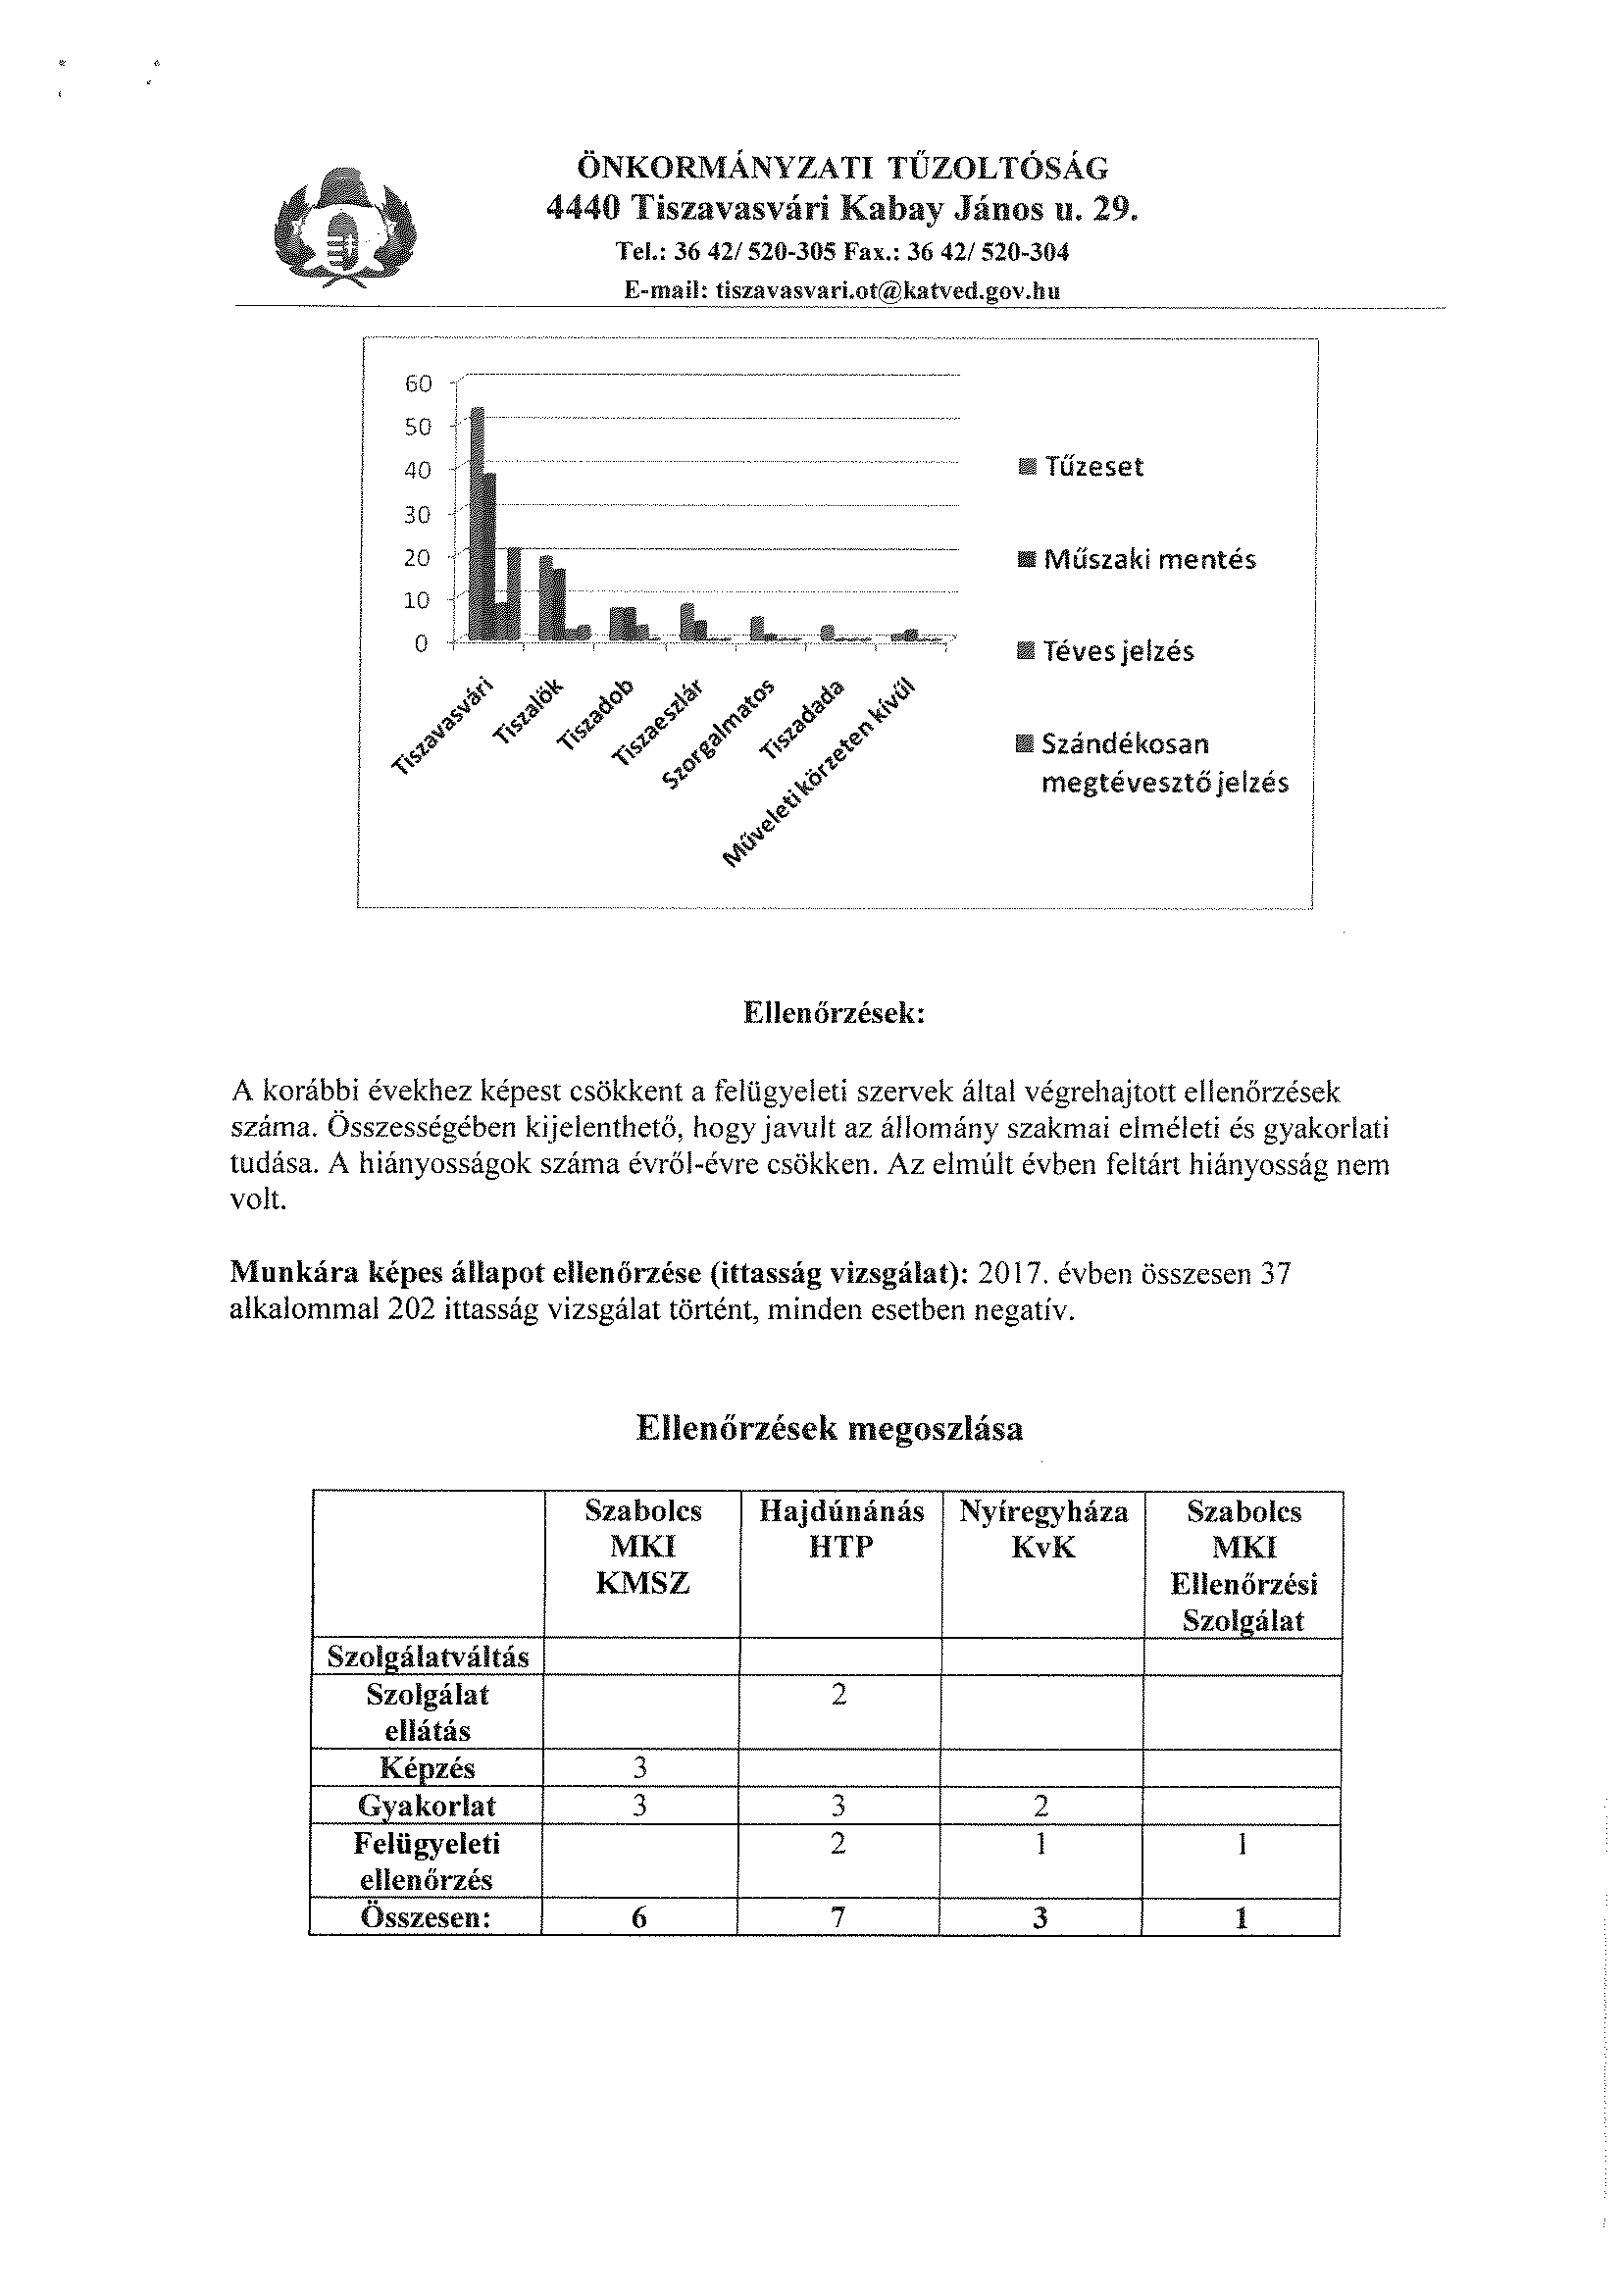 ÖNKORMÁNYZATI TŰZOLTÓSÁG
4440 Tiszavasvári Kabay János u. 29.
Tel.: 36 42/ 520-305 Fax.: 36 42/ 520-304
E-mail: tiszavasvari.ot@katved.gov.hu
60
50
40
30
20
10
0
Tiszavasvári
Tiszalök
Tiszadob
Tiszaeszlár
Szorgalmatos
Tiszadada
Műveleti körzeten kívűl
Tűzeset
Műszaki mentés
Téves jelzés
Szándékosan
megtévesztő jelzés
Ellenőrzések:
A korábbi évekhez képest csökkent a felügyeleti szervek által végrehajtott ellenőrzések
száma. Összességében kijelenthető, hogy javult az állomány szakmai elméleti és gyakorlati
tudása. A hiányosságok száma évről-évre csökken. Az elmúlt évben feltárt hiányosság nem
volt.
Munkára képes állapot ellenőrzése (ittasság vizsgálat): 2017. évben összesen 37
alkalommal 202 ittasság vizsgálat történt, minden esetben negatív.
Ellenőrzések megoszlása
Szabolcs Hajdúnánás Nyíregyháza Szabolcs
MKI HTP KvK MKI
KMSZ Ellenőrzési
Szolgálat
Szolgálatváltás
Szolgálat 2
ellátás
Képzés 3
Gyakorlat 3 3 2
Felügyeleti 2 1 1
ellenőrzés
Összesen: 6 7 3 1